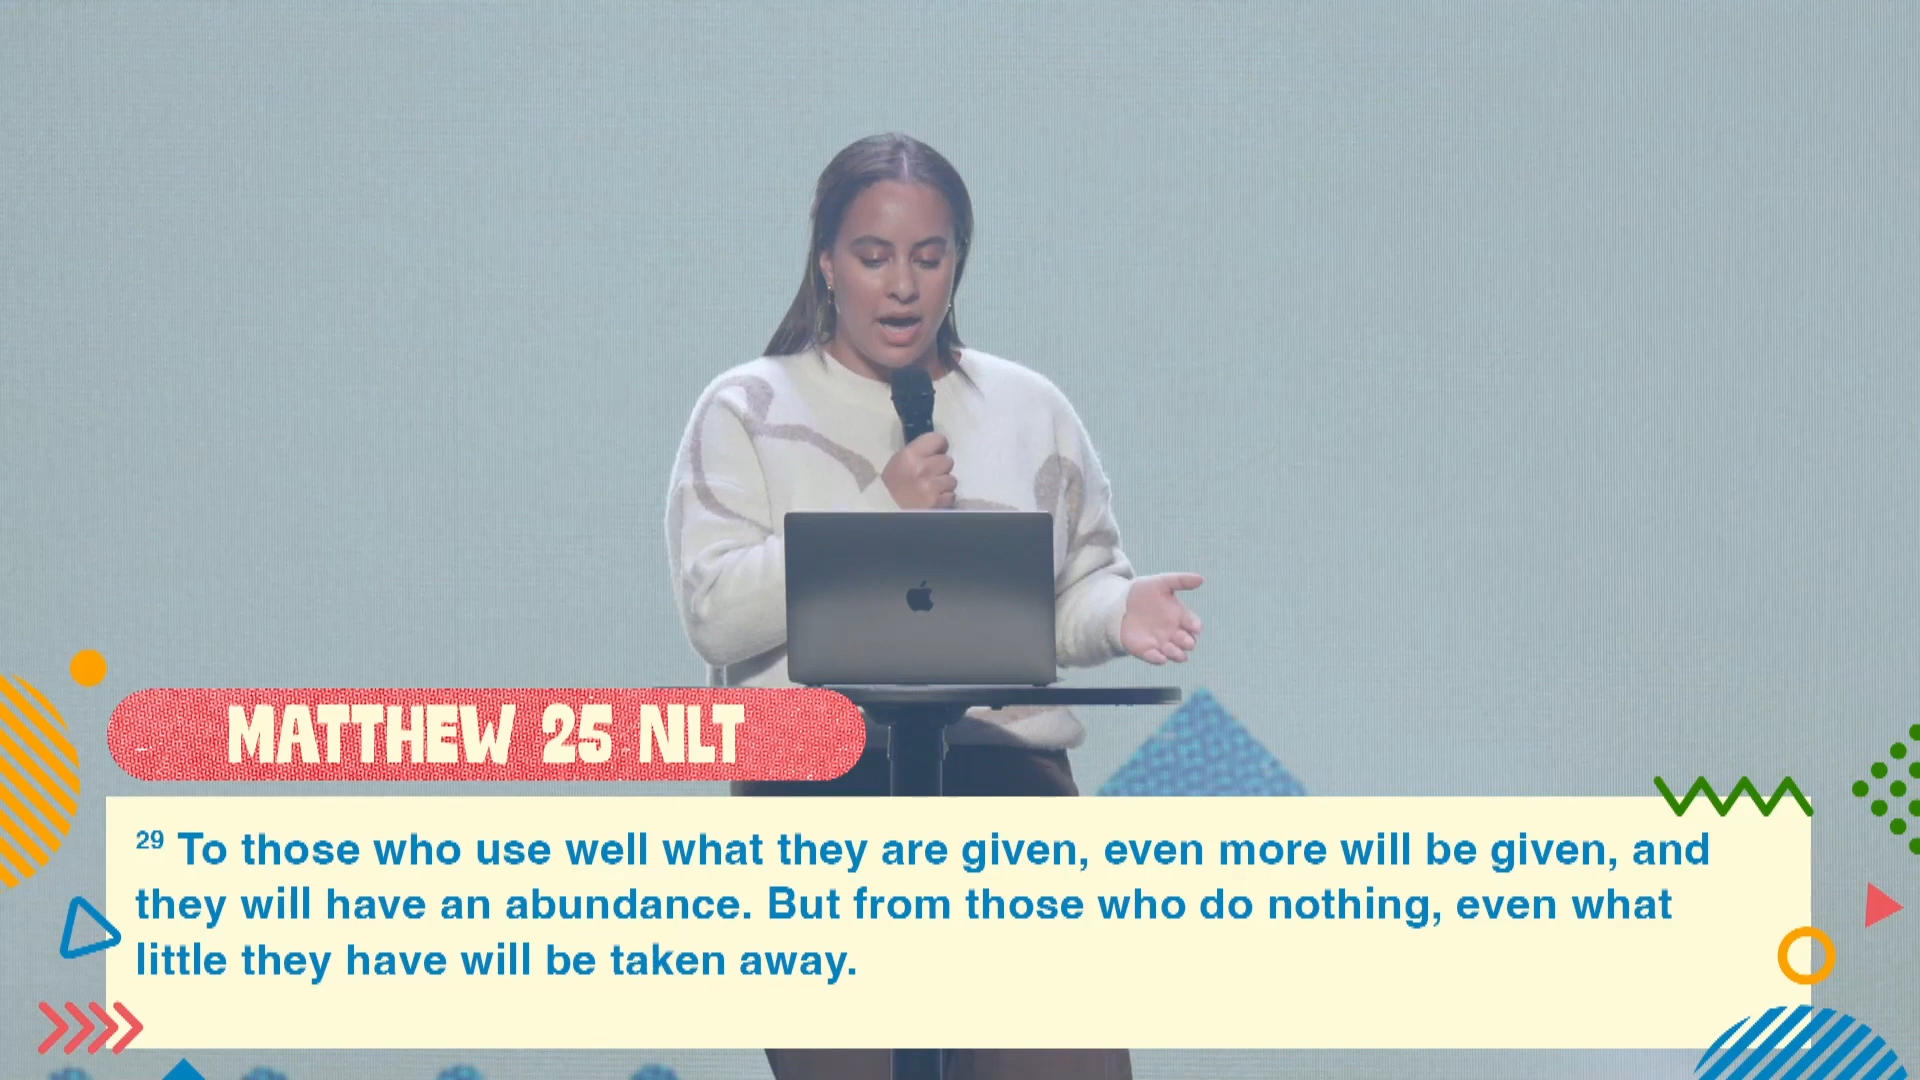 MATTHEW 25 NLT
29 To those who use well what they are given, even more will be given, and
they will have an abundance. But from those who do nothing, even what
little they have will be taken away.